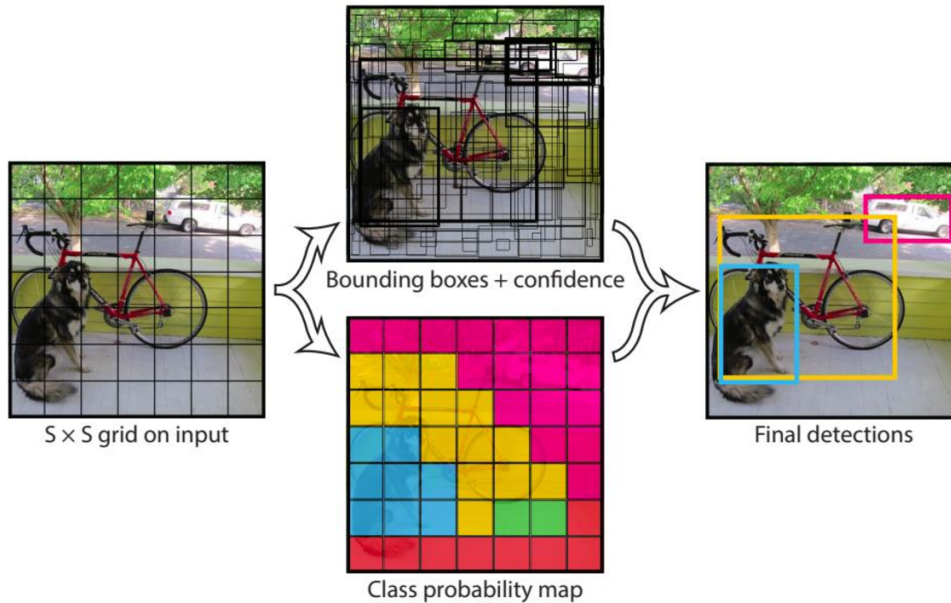 S × S grid on input
Bounding boxes + confidence
Class probability map
Final detections